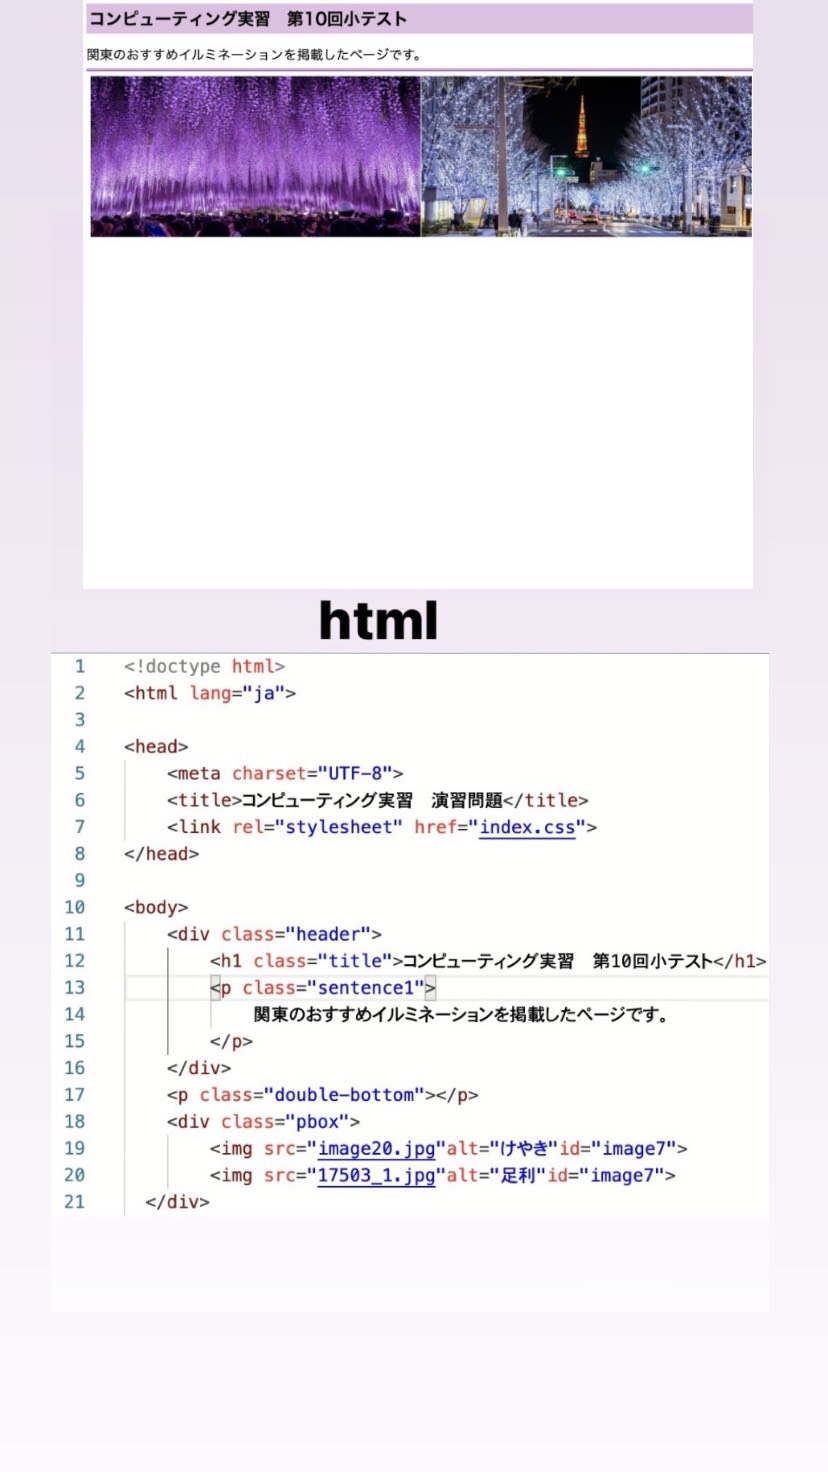 コンピューティング実習　第10回小テスト
関東のおすすめイルミネーションを掲載したページです。
html
1 <!doctype html>
2 <html lang="ja">
3
4 <head>
5 <meta charset="UTF-8">
6 <title>コンピューティング実習　演習問題</title>
7 <link rel="stylesheet" href="index.css">
8 </head>
9
10 <body>
11 <div class="header">
12 <h1 class="title">コンピューティング実習　第10回小テスト</h1>
13 <p class="sentence1">
14 関東のおすすめイルミネーションを掲載したページです。
15 </p>
16 </div>
17 <p class="double-bottom"></p>
18 <div class="pbox">
19 <img src="image20.jpg"alt="けやき"id="image7">
20 <img src="17503_1.jpg"alt="足利"id="image7">
21 </div>